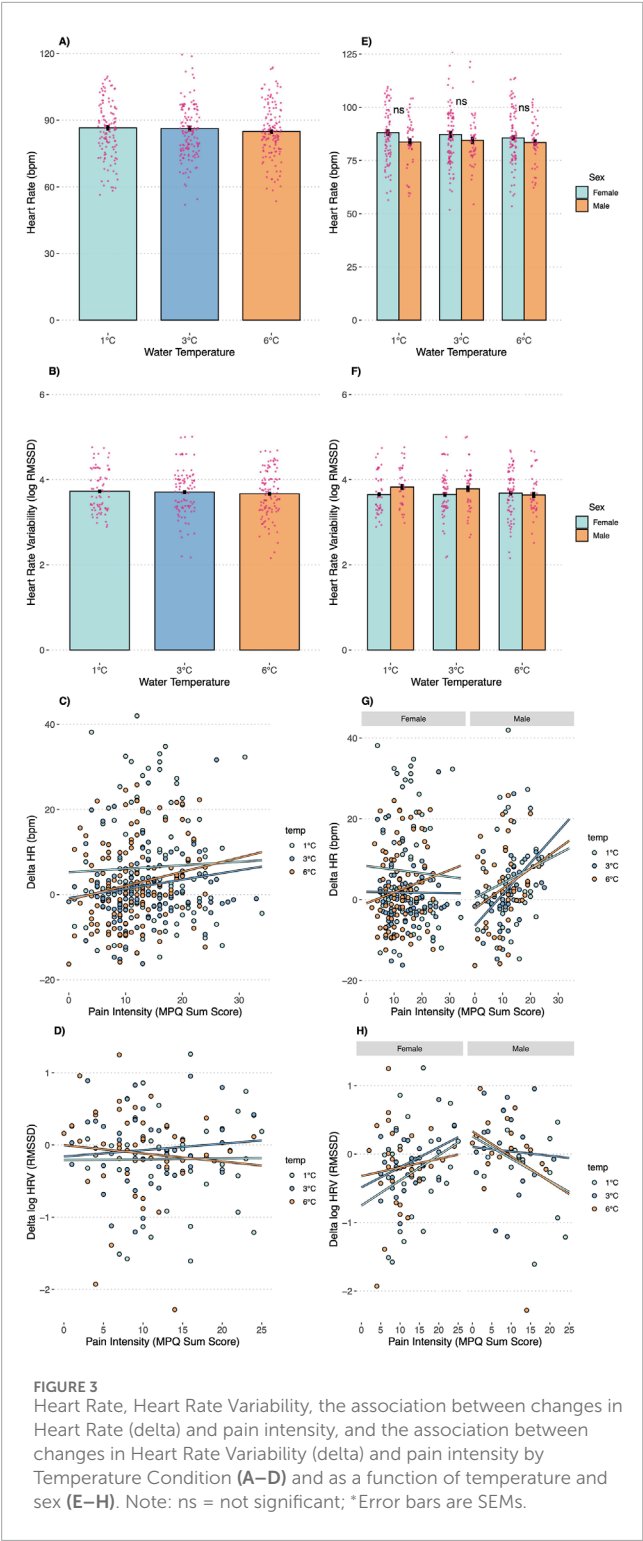 A)
120
90
60
30
0
Heart Rate (bpm)
1°C
3°C
6°C
Water Temperature
E)
125
100
75
50
25
0
Heart Rate (bpm)
ns
ns
ns
1°C
3°C
6°C
Water Temperature
Sex
Female
Male
B)
6
4
2
0
Heart Rate Variability (log RMSSD)
1°C
3°C
6°C
Water Temperature
F)
6
4
2
0
Heart Rate Variability (log RMSSD)
1°C
3°C
6°C
Water Temperature
Sex
Female
Male
C)
40
20
0
−20
Delta HR (bpm)
0
10
20
30
Pain Intensity (MPQ Sum Score)
temp
1°C
3°C
6°C
G)
Female
Male
40
20
0
−20
Delta HR (bpm)
0
10
20
30
0
10
20
30
Pain Intensity (MPQ Sum Score)
temp
1°C
3°C
6°C
D)
1
0
−1
−2
Delta log HRV (RMSSD)
0
5
10
15
20
25
Pain Intensity (MPQ Sum Score)
temp
1°C
3°C
6°C
H)
Female
Male
1
0
−1
−2
Delta log HRV (RMSSD)
0
5
10
15
20
25
0
5
10
15
20
25
Pain Intensity (MPQ Sum Score)
temp
1°C
3°C
6°C
FIGURE 3
Heart Rate, Heart Rate Variability, the association between changes in
Heart Rate (delta) and pain intensity, and the association between
changes in Heart Rate Variability (delta) and pain intensity by
Temperature Condition (A–D) and as a function of temperature and
sex (E–H). Note: ns = not significant; *Error bars are SEMs.